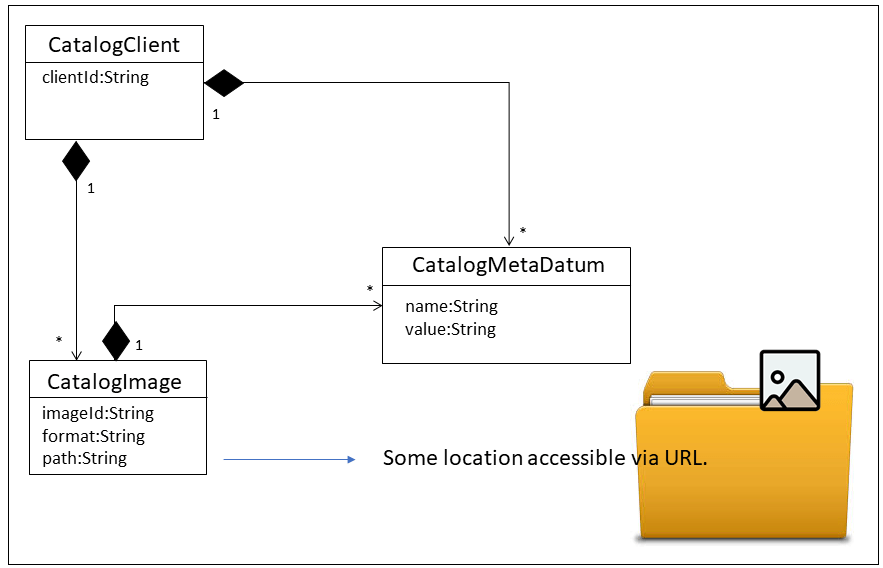 CatalogClient
clientId:String
1
1
*
CatalogMetaDatum
name:String
value:String
*
*
1
CatalogImage
imageId:String
format:String
path:String
Some location accessible via URL.